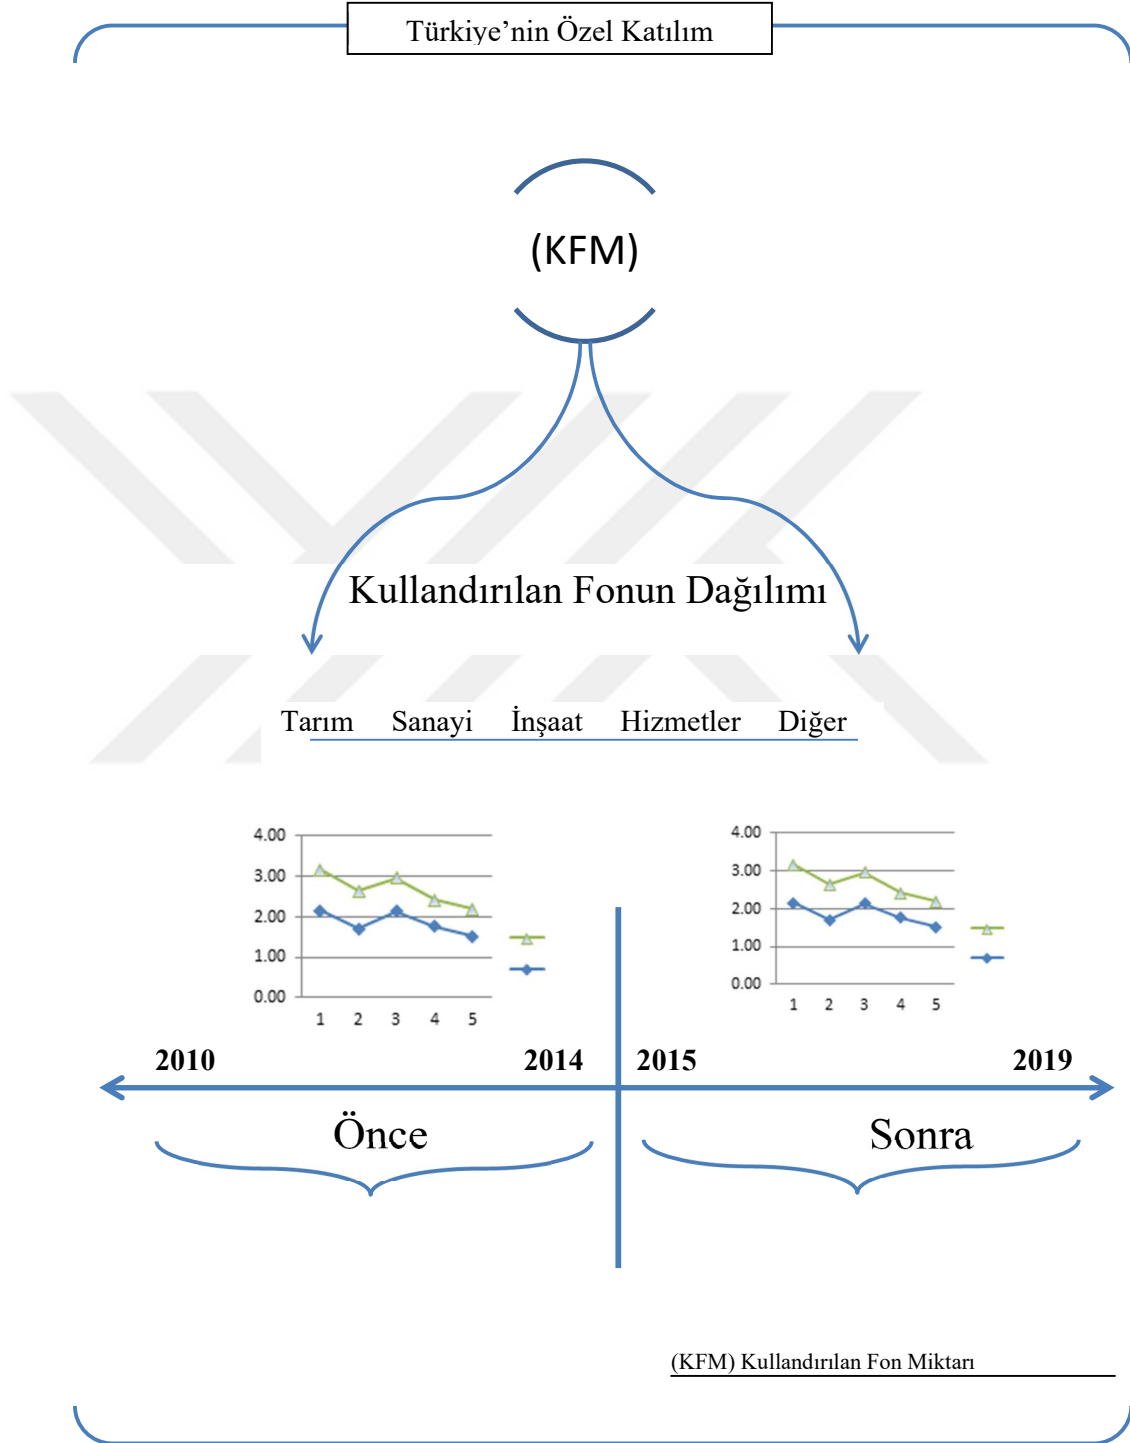 Türkiye’nin Özel Katılım
(KFM)
Kullandırılan Fonun Dağılımı
Tarım Sanayi İnşaat Hizmetler Diğer
4.00
3.00
2.00
1.00
0.00
1 2 3 4 5
4.00
3.00
2.00
1.00
0.00
1 2 3 4 5
2010 2014 2015 2019
Önce Sonra
(KFM) Kullandırılan Fon Miktarı